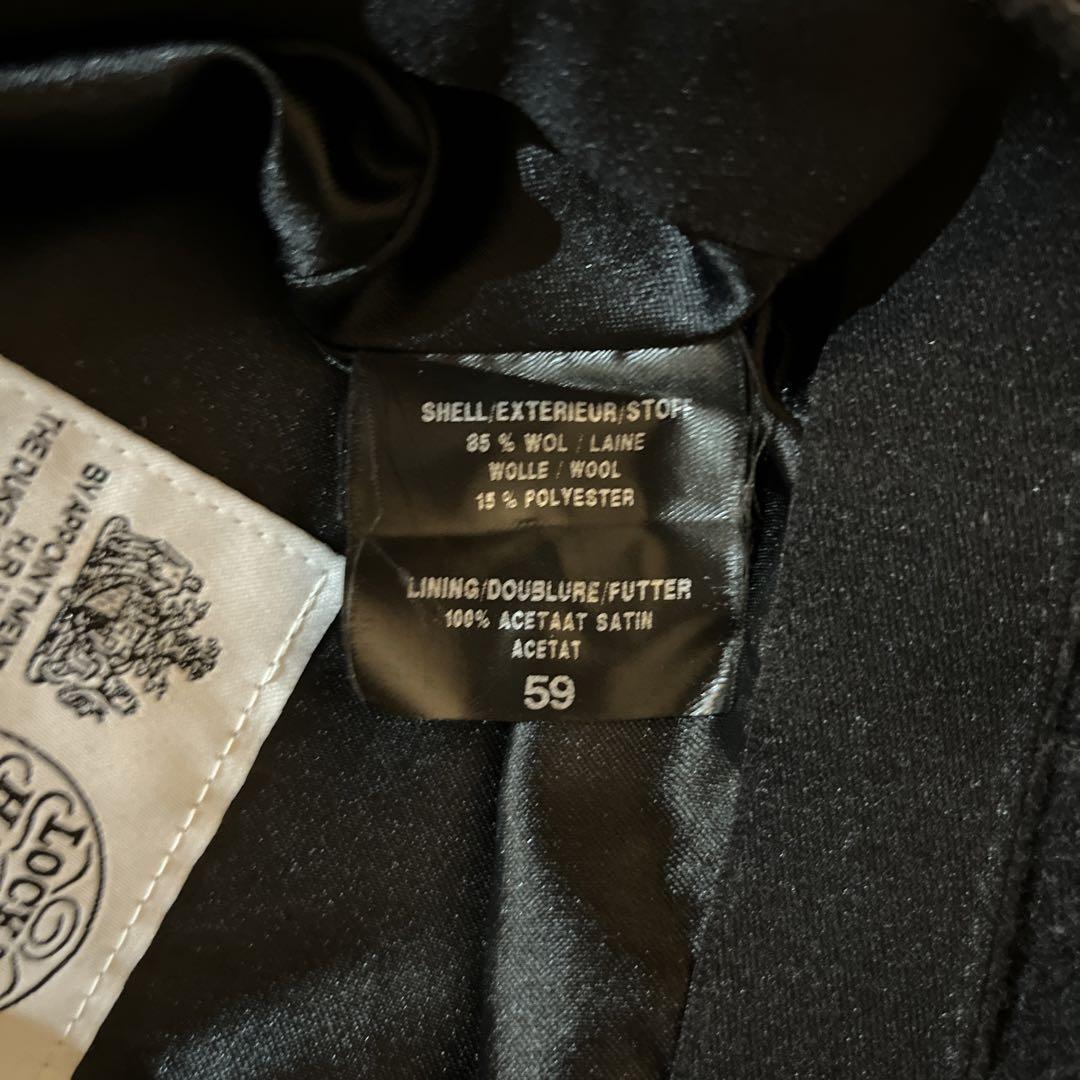 SHELL/EXTERIEUR/STOFF
85 % WOL / LAINE
WOLLE / WOOL
15 % POLYESTER
LINING/DOUBLURE/FUTTER
100% ACETAAT SATIN
ACETAT
59
BY APPOINTMENT
H.R.H
THE DUKE
LOCK